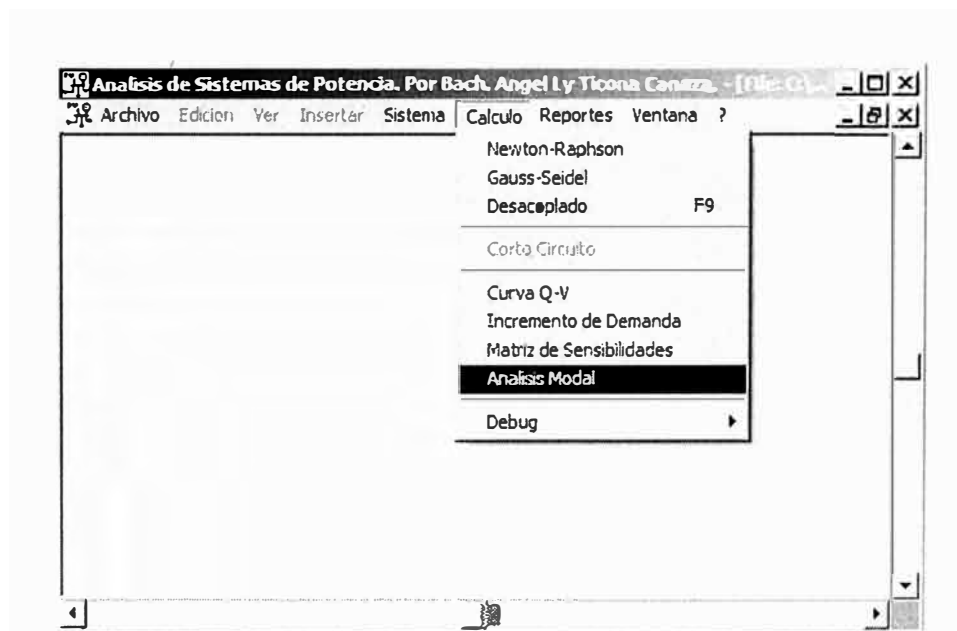 Analisis de Sistemas de Potencia. Por Bach. Angel Ly Ticona Canaza. - [File: C:\...
Archivo Edicion Ver Insertar Sistema Calculo Reportes Ventana ?
Newton-Raphson
Gauss-Seidel
Desacoplado F9
Corto Circuito
Curva Q-V
Incremento de Demanda
Matriz de Sensibilidades
Analisis Modal
Debug